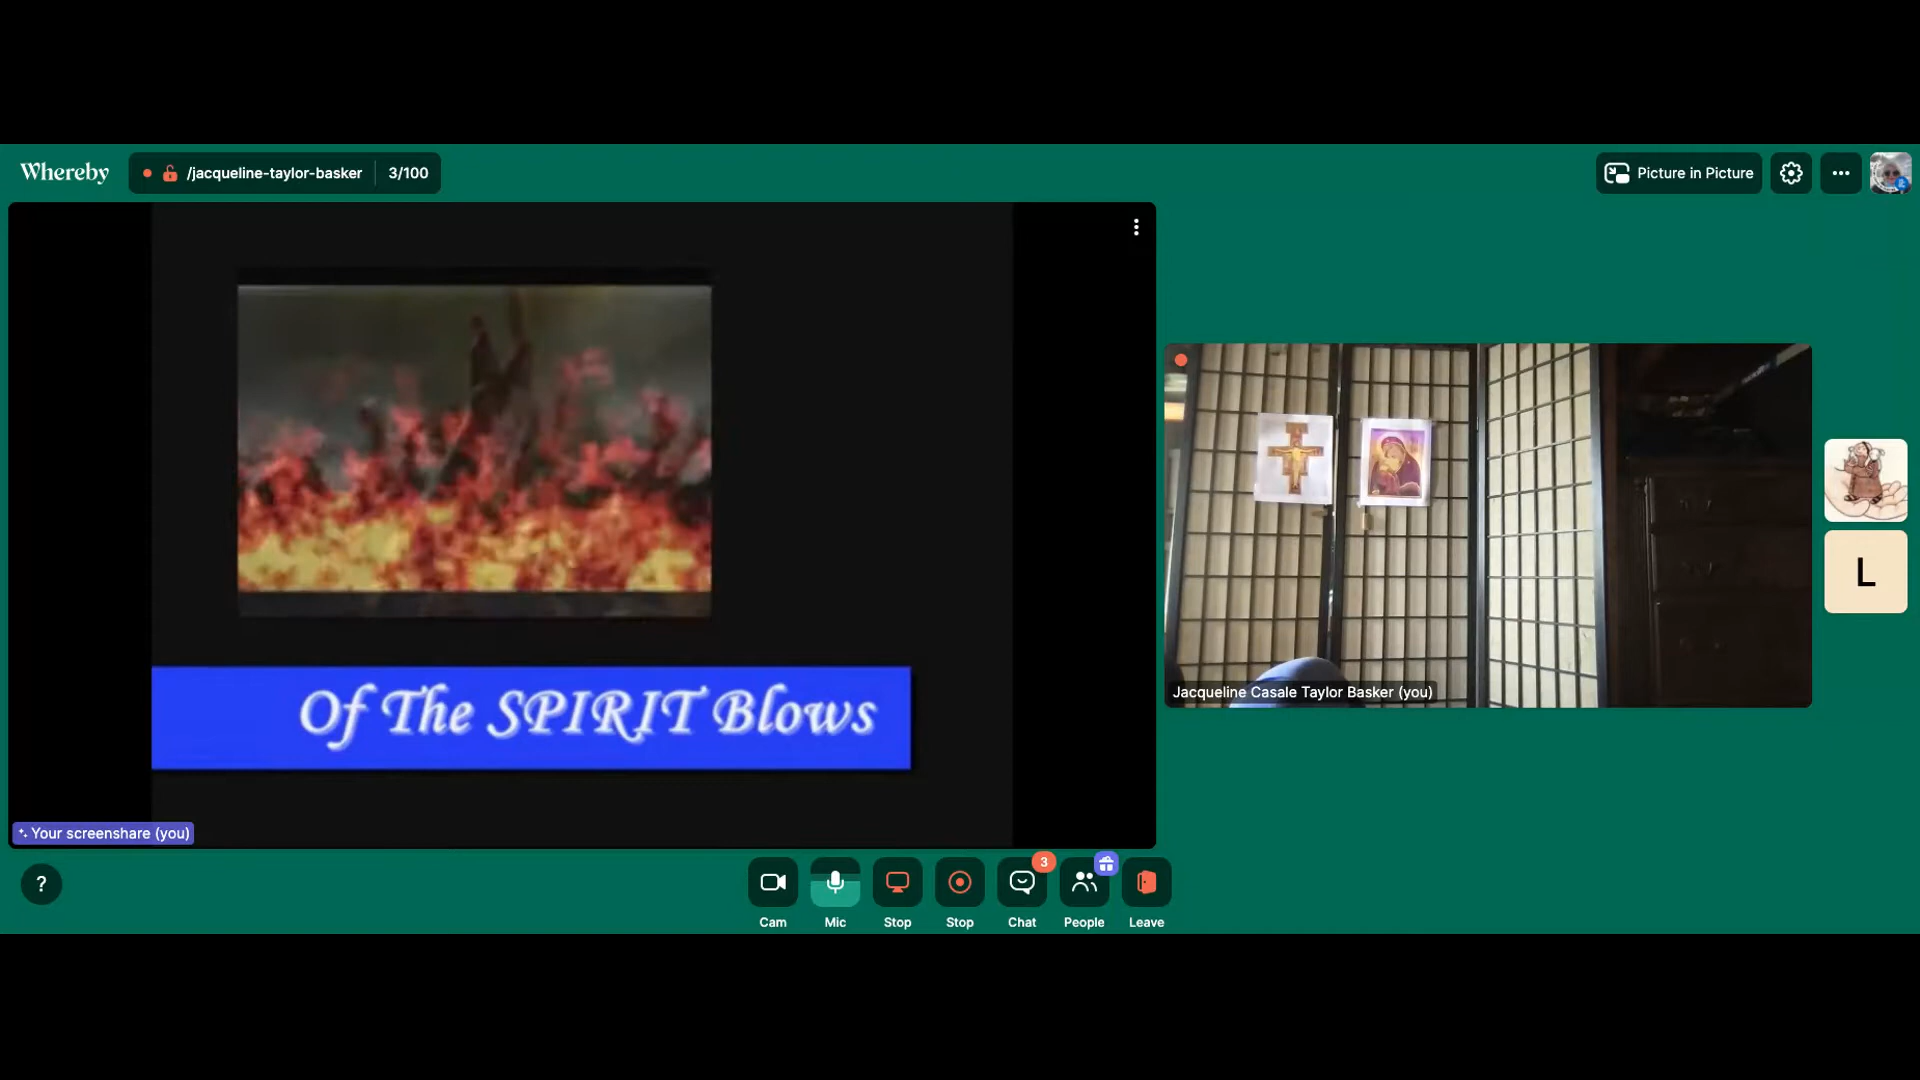 Whereby
/jacqueline-taylor-basker
3/100
Picture in Picture
Of The SPIRIT Blows
Your screenshare (you)
Jacqueline Casale Taylor Basker (you)
L
?
3
Cam
Mic
Stop
Stop
Chat
People
Leave